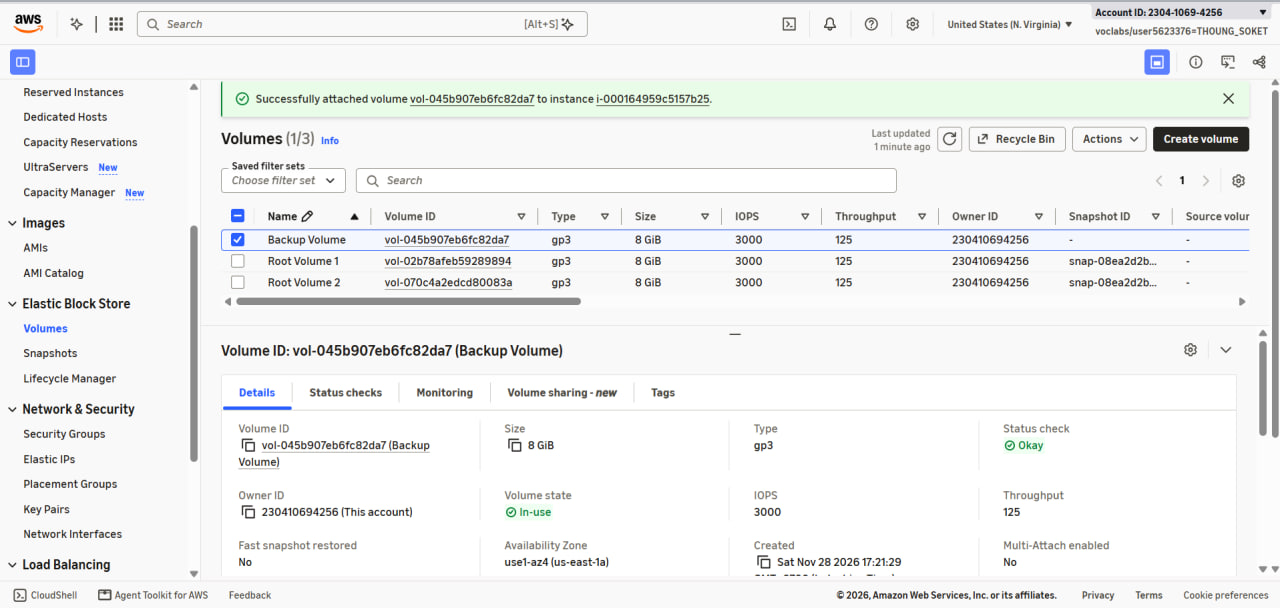 aws
Search [Alt+S]
United States (N. Virginia)
Account ID: 2304-1069-4256
voclabs/user5623376=THOUNG_SOKET
Reserved Instances
Dedicated Hosts
Capacity Reservations
UltraServers New
Capacity Manager New
Images
AMIs
AMI Catalog
Elastic Block Store
Volumes
Snapshots
Lifecycle Manager
Network & Security
Security Groups
Elastic IPs
Placement Groups
Key Pairs
Network Interfaces
Load Balancing
Successfully attached volume vol-045b907eb6fc82da7 to instance i-000164959c5157b25.
Volumes (1/3) Info
Last updated
1 minute ago
Recycle Bin
Actions
Create volume
Saved filter sets
Choose filter set
Search
1
Name Volume ID Type Size IOPS Throughput Owner ID Snapshot ID Source volur
Backup Volume vol-045b907eb6fc82da7 gp3 8 GiB 3000 125 230410694256 - -
Root Volume 1 vol-02b78afeb59289894 gp3 8 GiB 3000 125 230410694256 snap-08ea2d2b... -
Root Volume 2 vol-070c4a2edcd80083a gp3 8 GiB 3000 125 230410694256 snap-08ea2d2b... -
Volume ID: vol-045b907eb6fc82da7 (Backup Volume)
Details Status checks Monitoring Volume sharing - new Tags
Volume ID
vol-045b907eb6fc82da7 (Backup
Volume)
Size
8 GiB
Type
gp3
Status check
Okay
Owner ID
230410694256 (This account)
Volume state
In-use
IOPS
3000
Throughput
125
Fast snapshot restored
No
Availability Zone
use1-az4 (us-east-1a)
Created
Sat Nov 28 2026 17:21:29
Multi-Attach enabled
No
CloudShell
Agent Toolkit for AWS
Feedback
© 2026, Amazon Web Services, Inc. or its affiliates.
Privacy
Terms
Cookie preferences